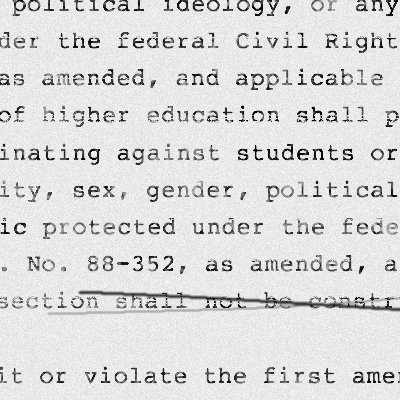 political ideology, or any
der the federal Civil Right
as amended, and applicable
of higher education shall p
inating against students or
ity, sex, gender, political
ic protected under the fede
. No. 88-352, as amended, a
section shall not be constr
it or violate the first amen